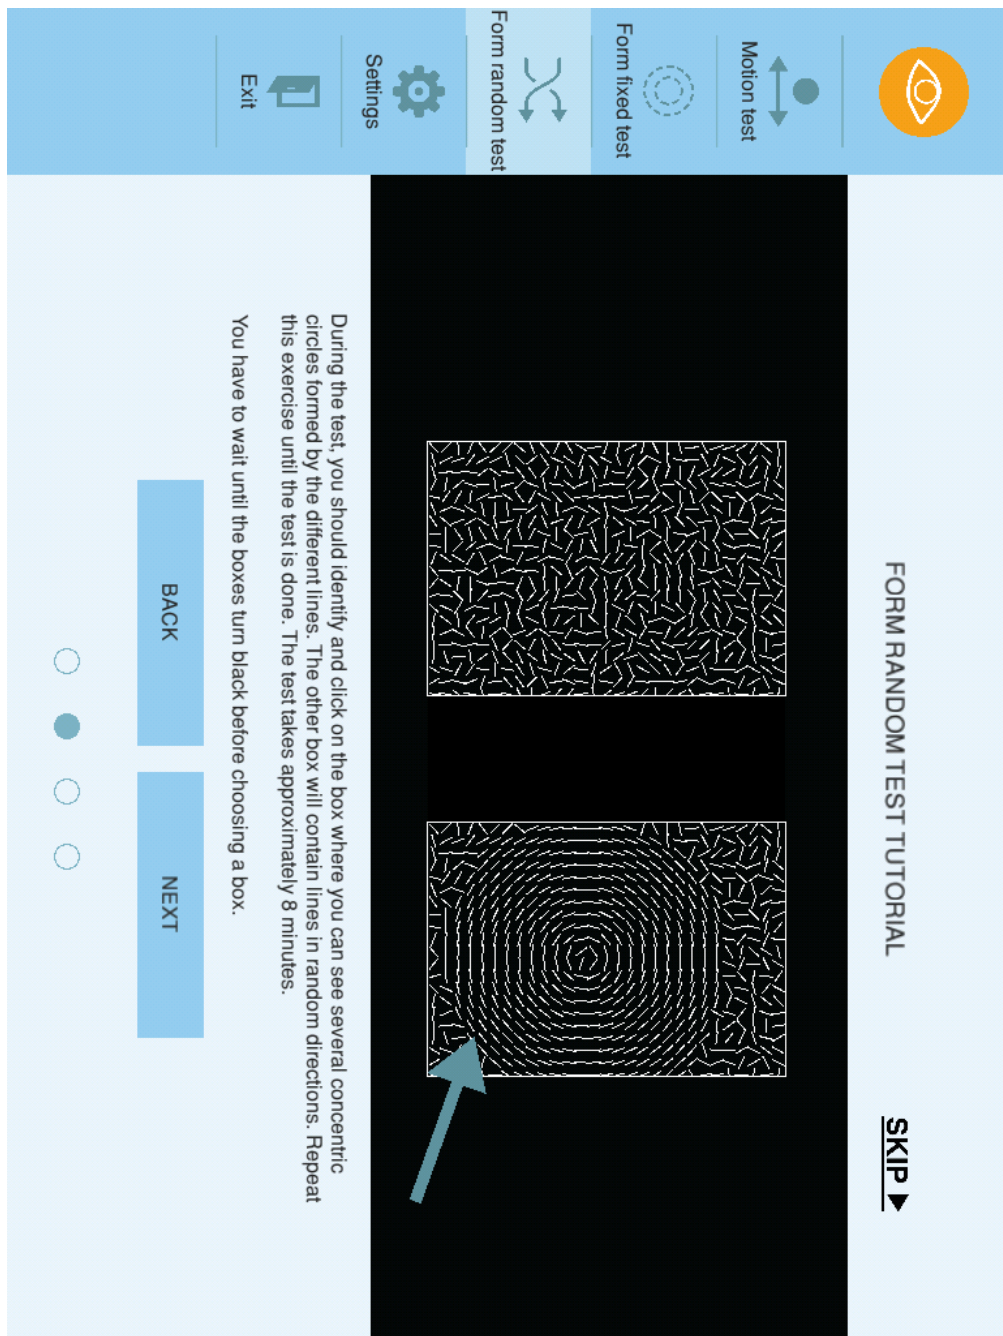 Motion test
Form fixed test
Form random test
Settings
Exit
FORM RANDOM TEST TUTORIAL
SKIP
During the test, you should identify and click on the box where you can see several concentric
circles formed by the different lines. The other box will contain lines in random directions. Repeat
this exercise until the test is done. The test takes approximately 8 minutes.
You have to wait until the boxes turn black before choosing a box.
BACK
NEXT